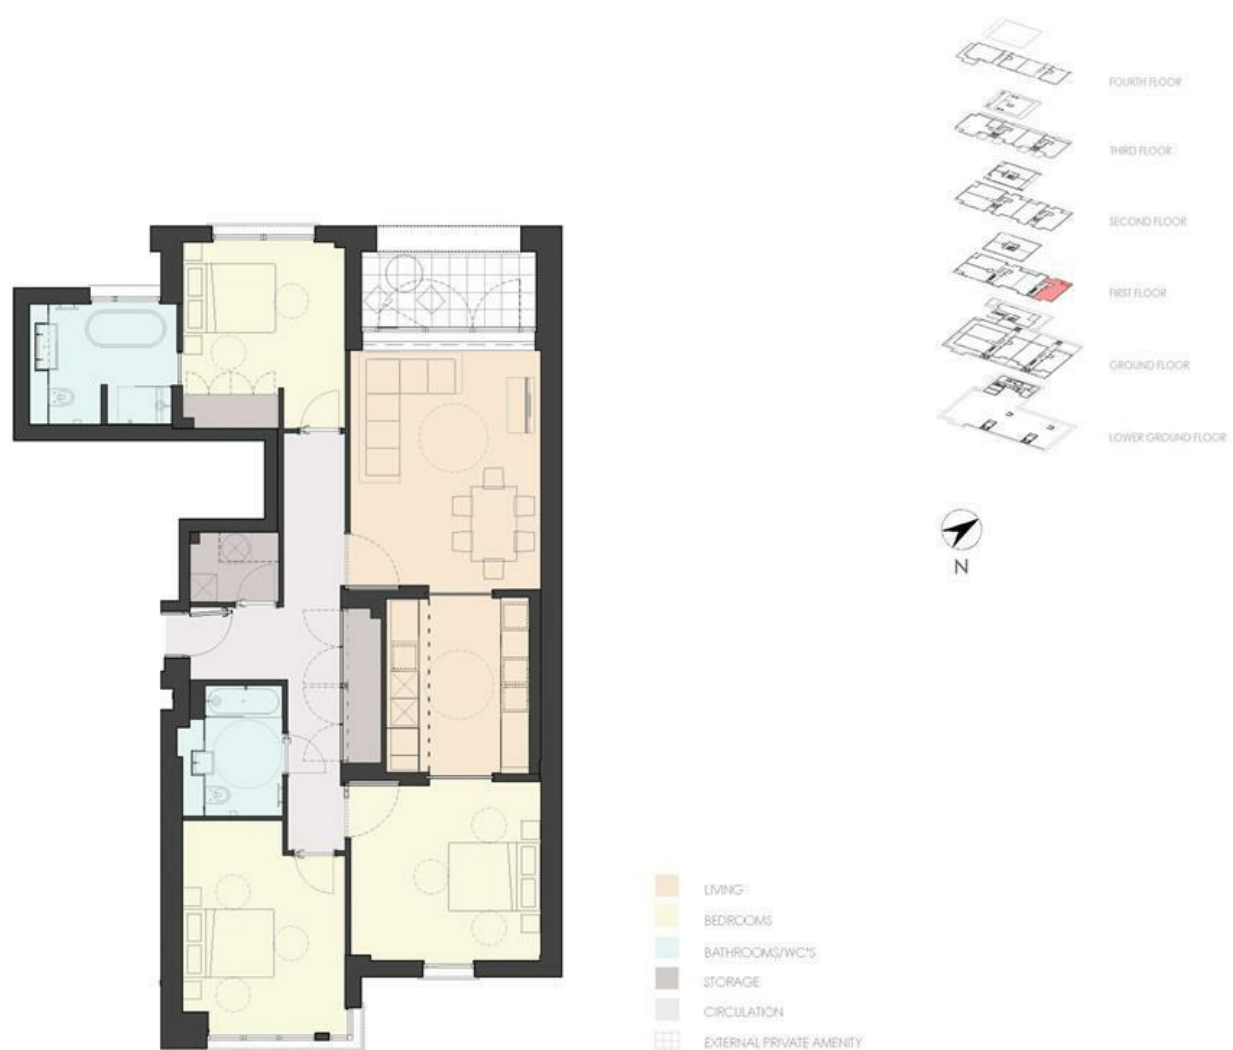 FOURTH FLOOR
THIRD FLOOR
SECOND FLOOR
FIRST FLOOR
GROUND FLOOR
LOWER GROUND FLOOR
N
LIVING
BEDROOMS
BATHROOMS/WC'S
STORAGE
CIRCULATION
EXTERNAL PRIVATE AMENITY